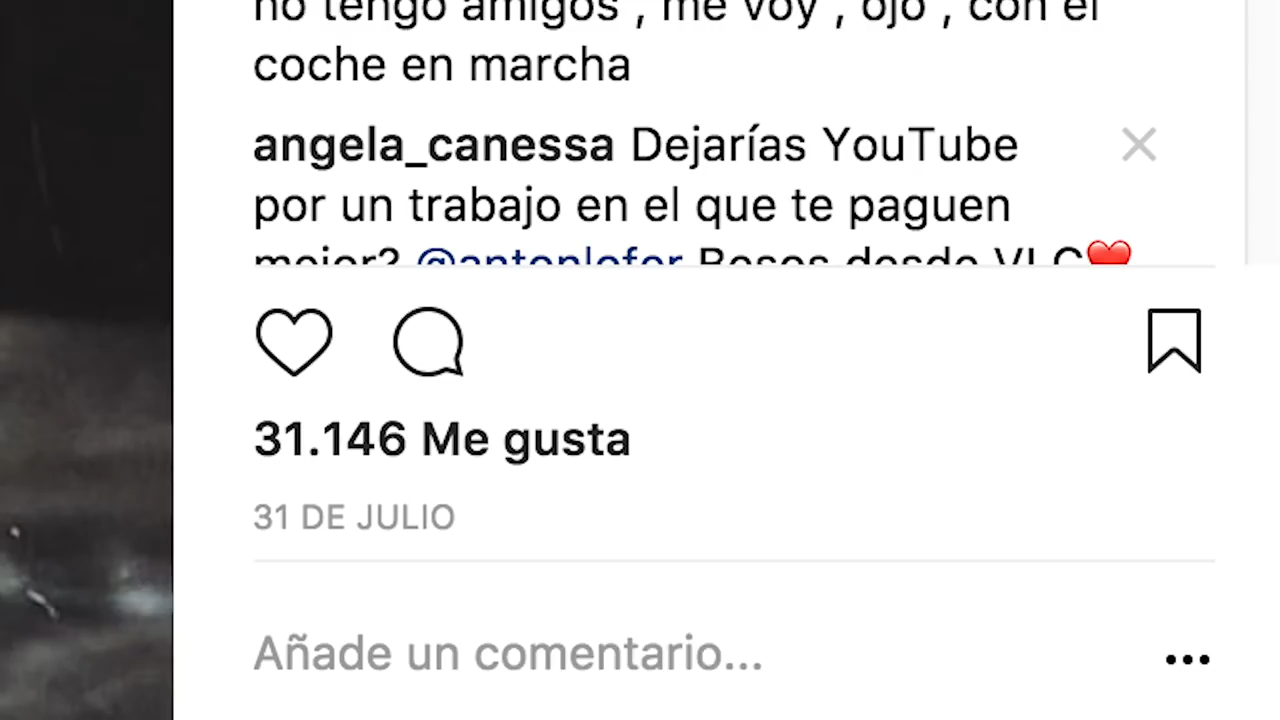 no tengo amigos , me voy , ojo , con el
coche en marcha
angela_canessa Dejarías YouTube
por un trabajo en el que te paguen
mejor? @antonlofer Besos desde VLC❤️
31.146 Me gusta
31 DE JULIO
Añade un comentario...